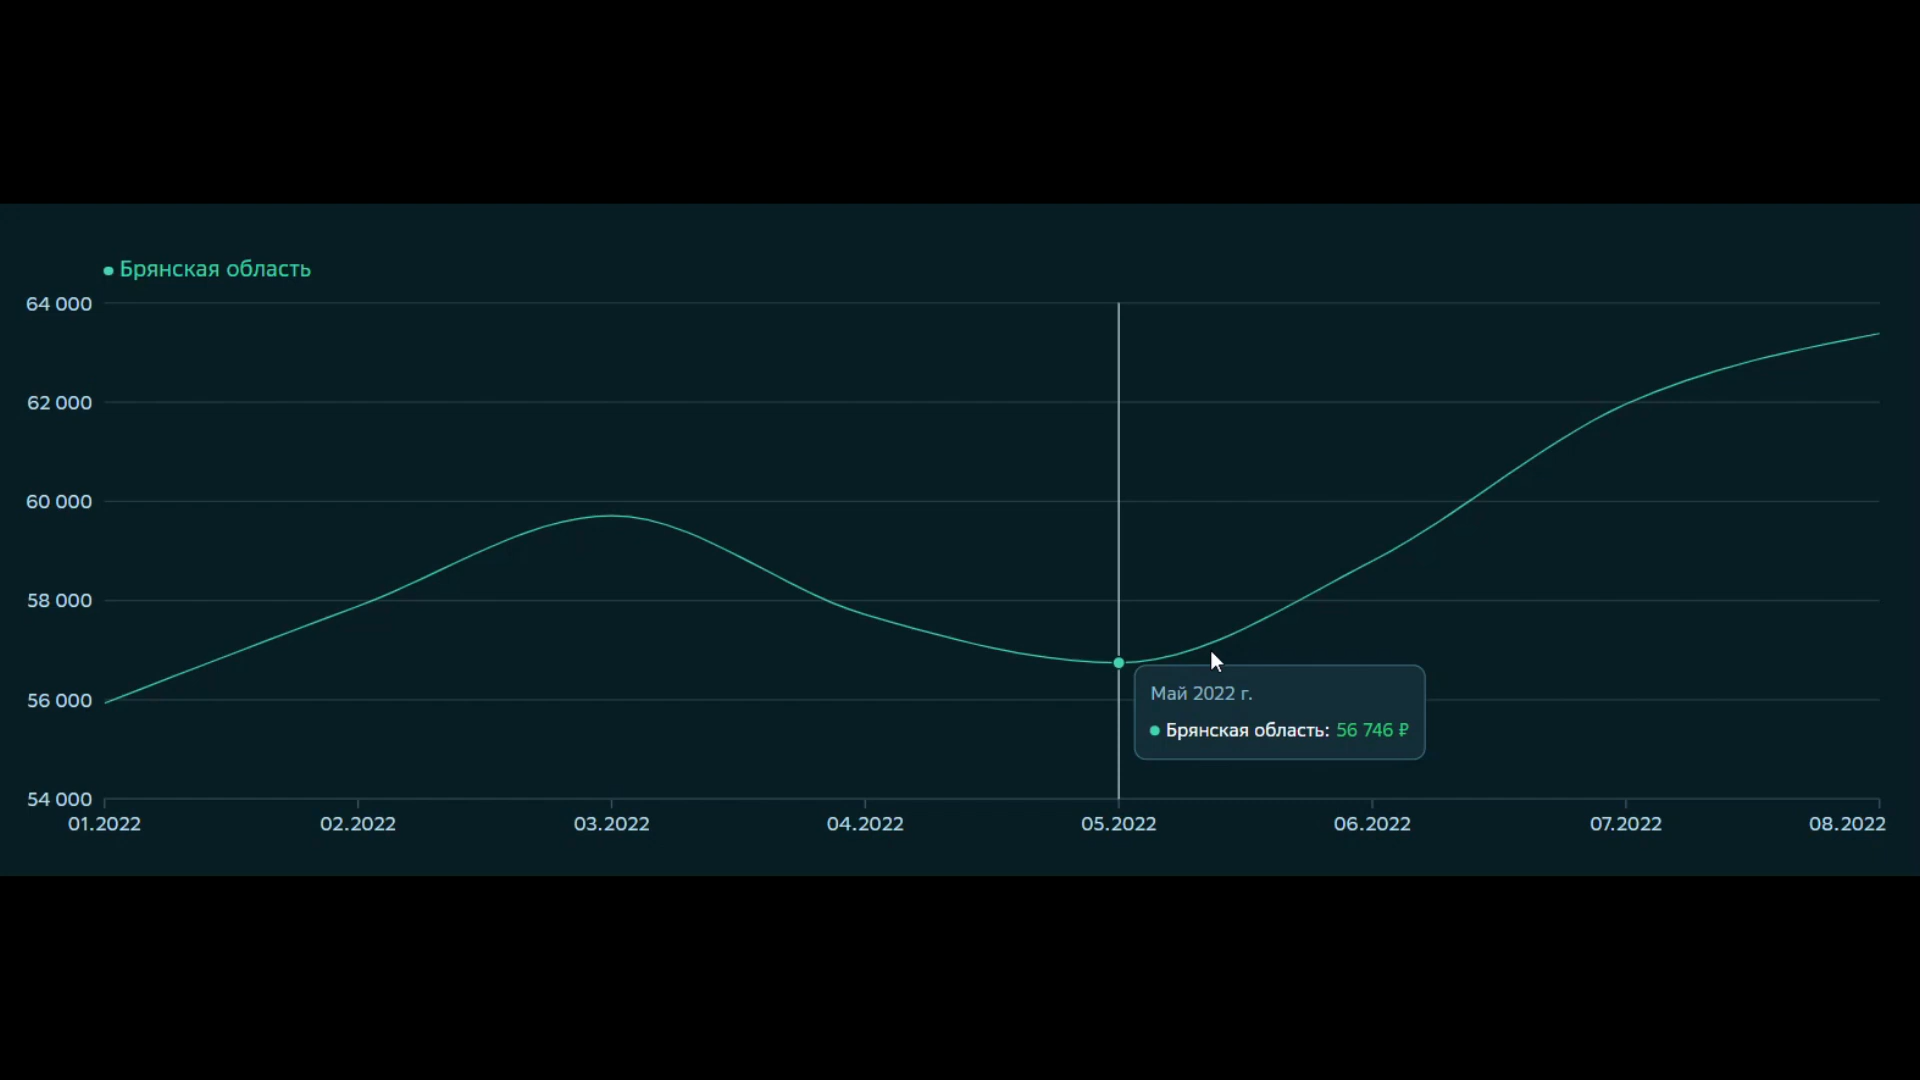 Брянская область
64 000
62 000
60 000
58 000
56 000
54 000
Май 2022 г.
Брянская область: 56 746 ₽
01.2022 02.2022 03.2022 04.2022 05.2022 06.2022 07.2022 08.2022